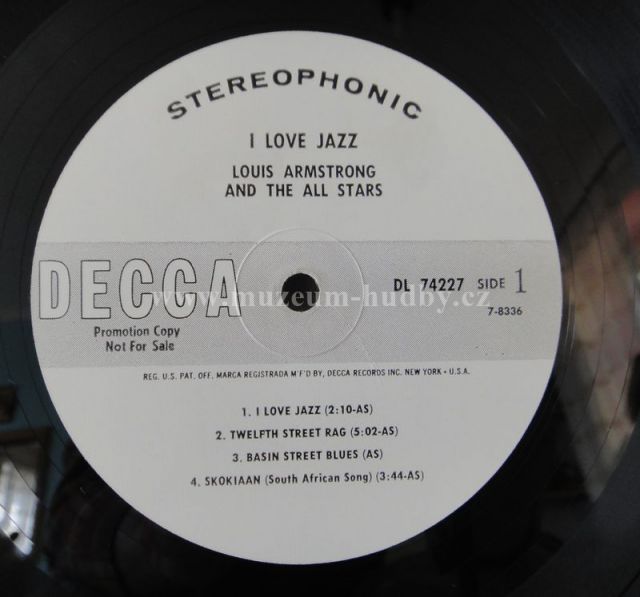 STEREOPHONIC
I LOVE JAZZ
LOUIS ARMSTRONG
AND THE ALL STARS
DECCA
DL 74227 SIDE 1
7-8336
www.muzeum-hudby.cz
Promotion Copy
Not For Sale
REG. U.S. PAT. OFF. MARCA REGISTRADA M'F'D BY, DECCA RECORDS INC. NEW YORK • U.S.A.
1. I LOVE JAZZ (2:10-AS)
2. TWELFTH STREET RAG (5:02-AS)
3. BASIN STREET BLUES (AS)
4. SKOKIAAN (South African Song) (3:44-AS)